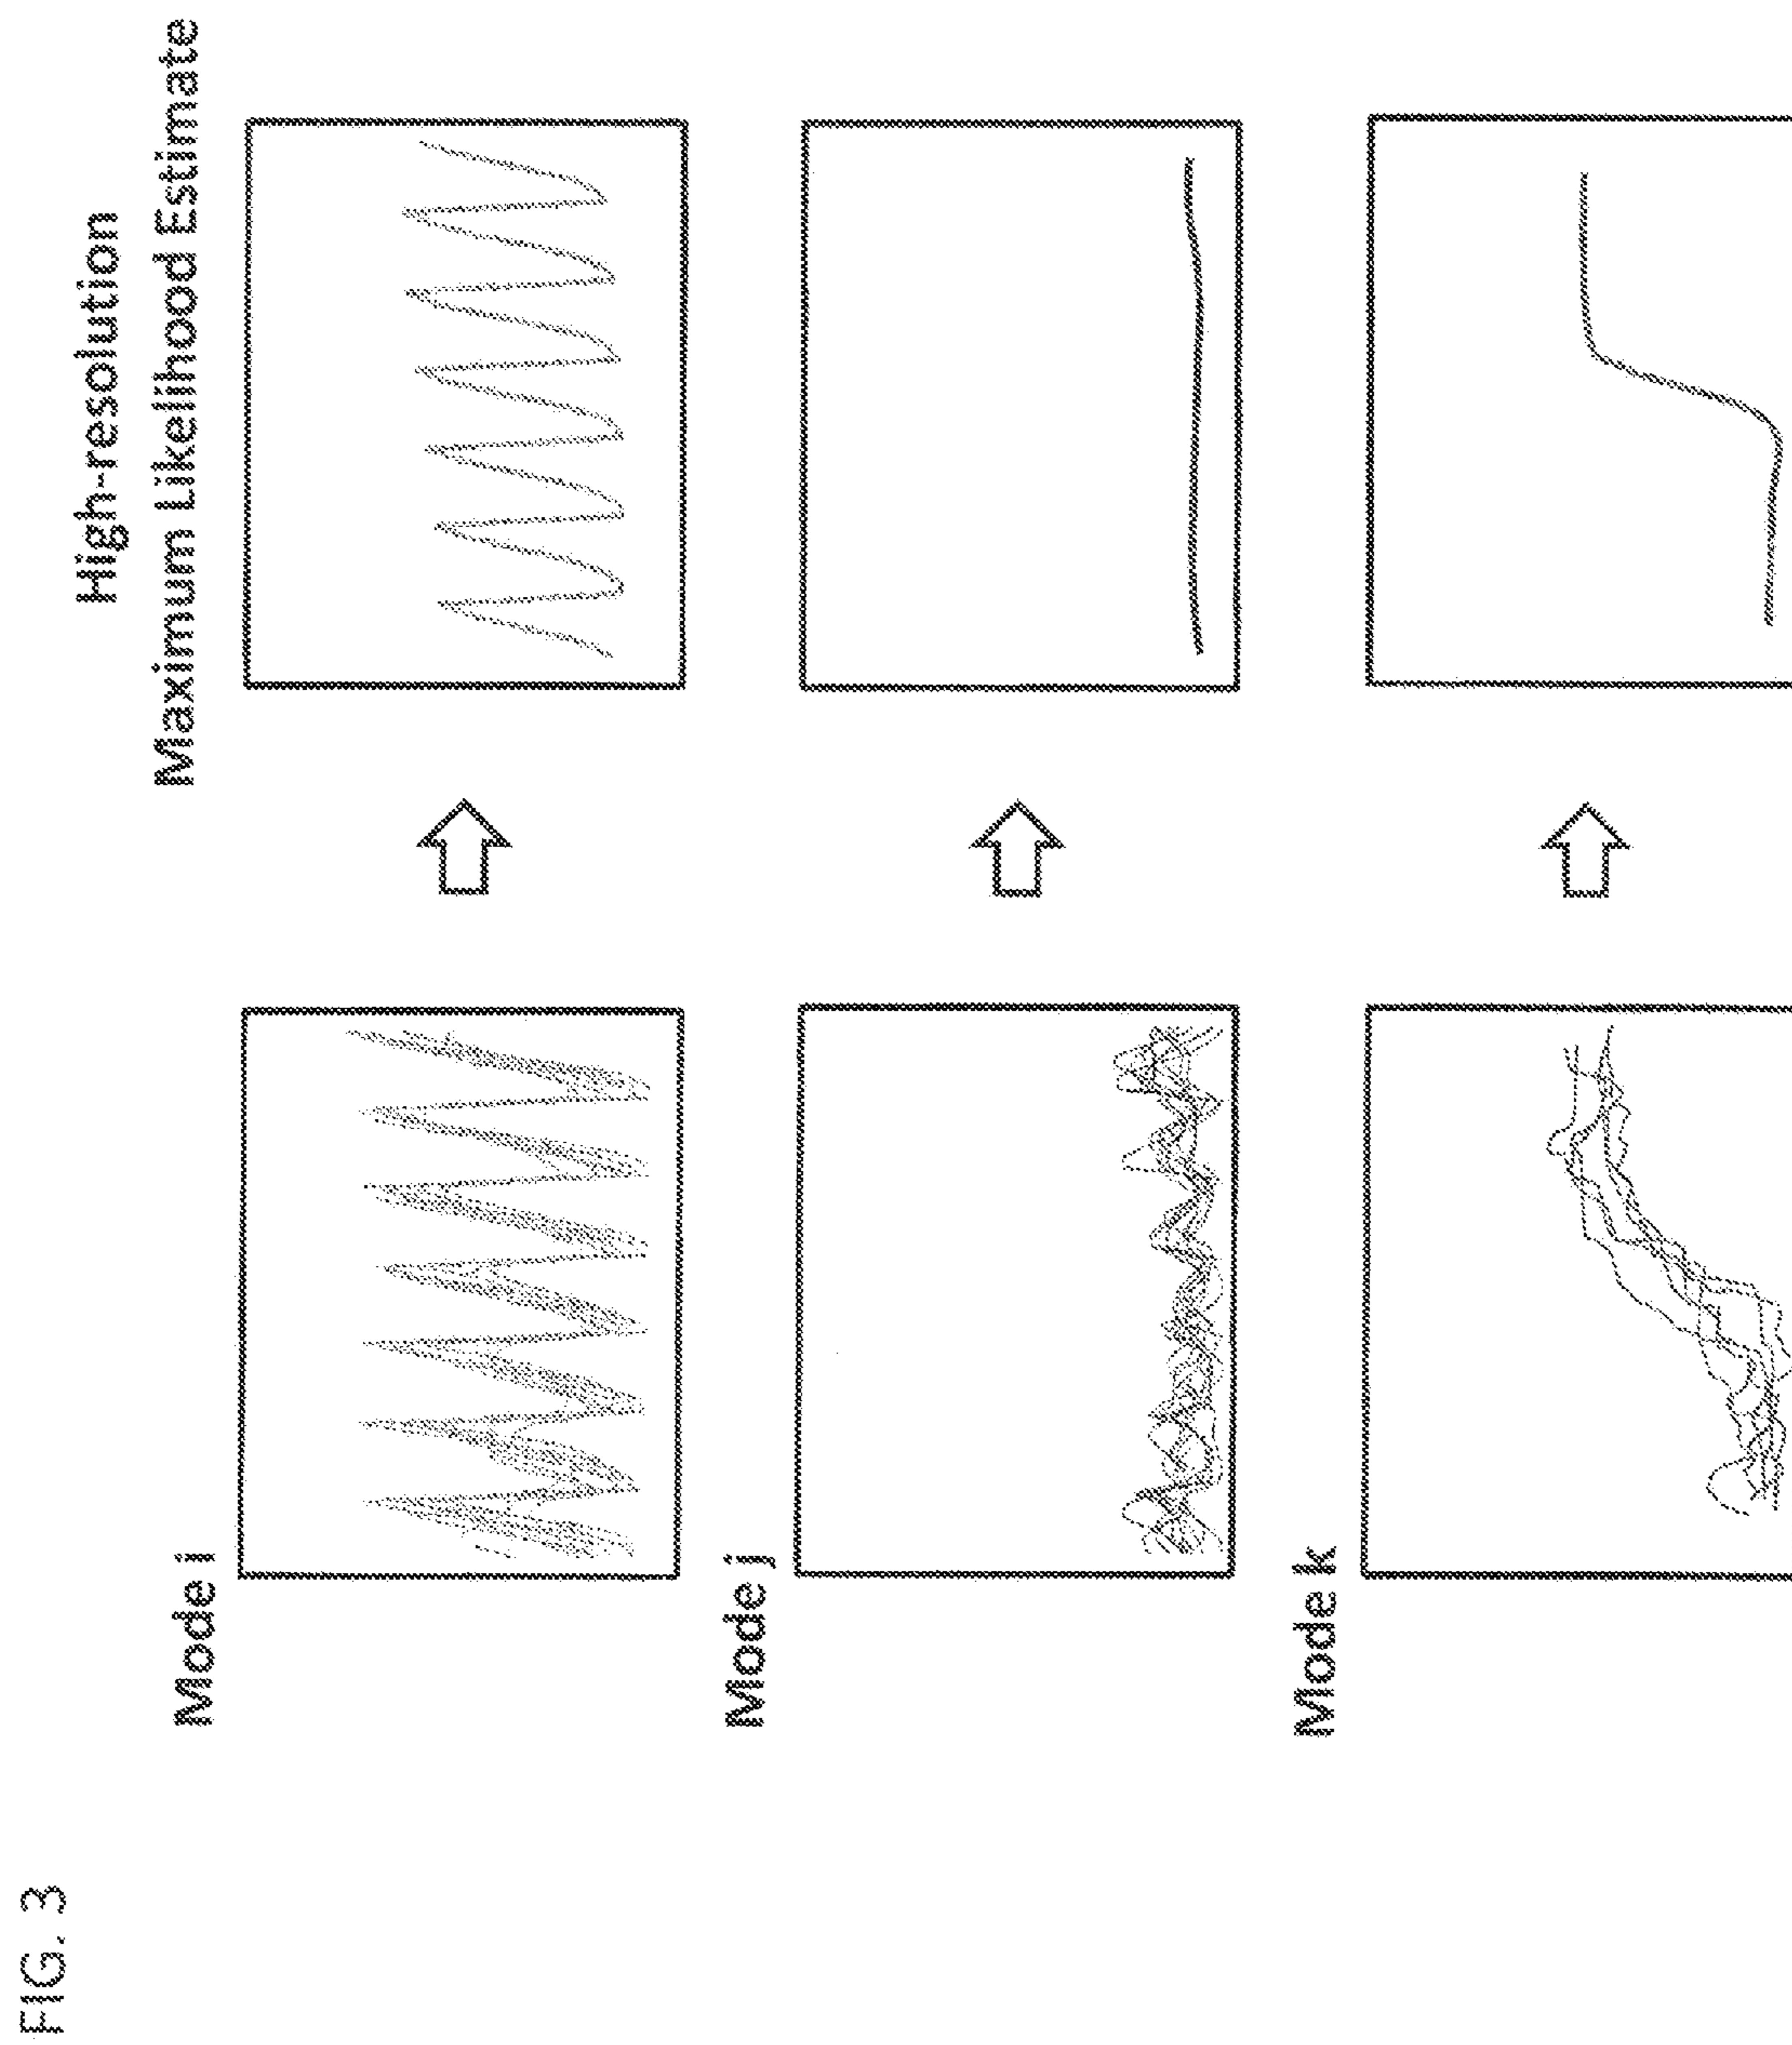 FIG. 3
High-resolution
Maximum Likelihood Estimate
Mode i
Mode j
Mode k